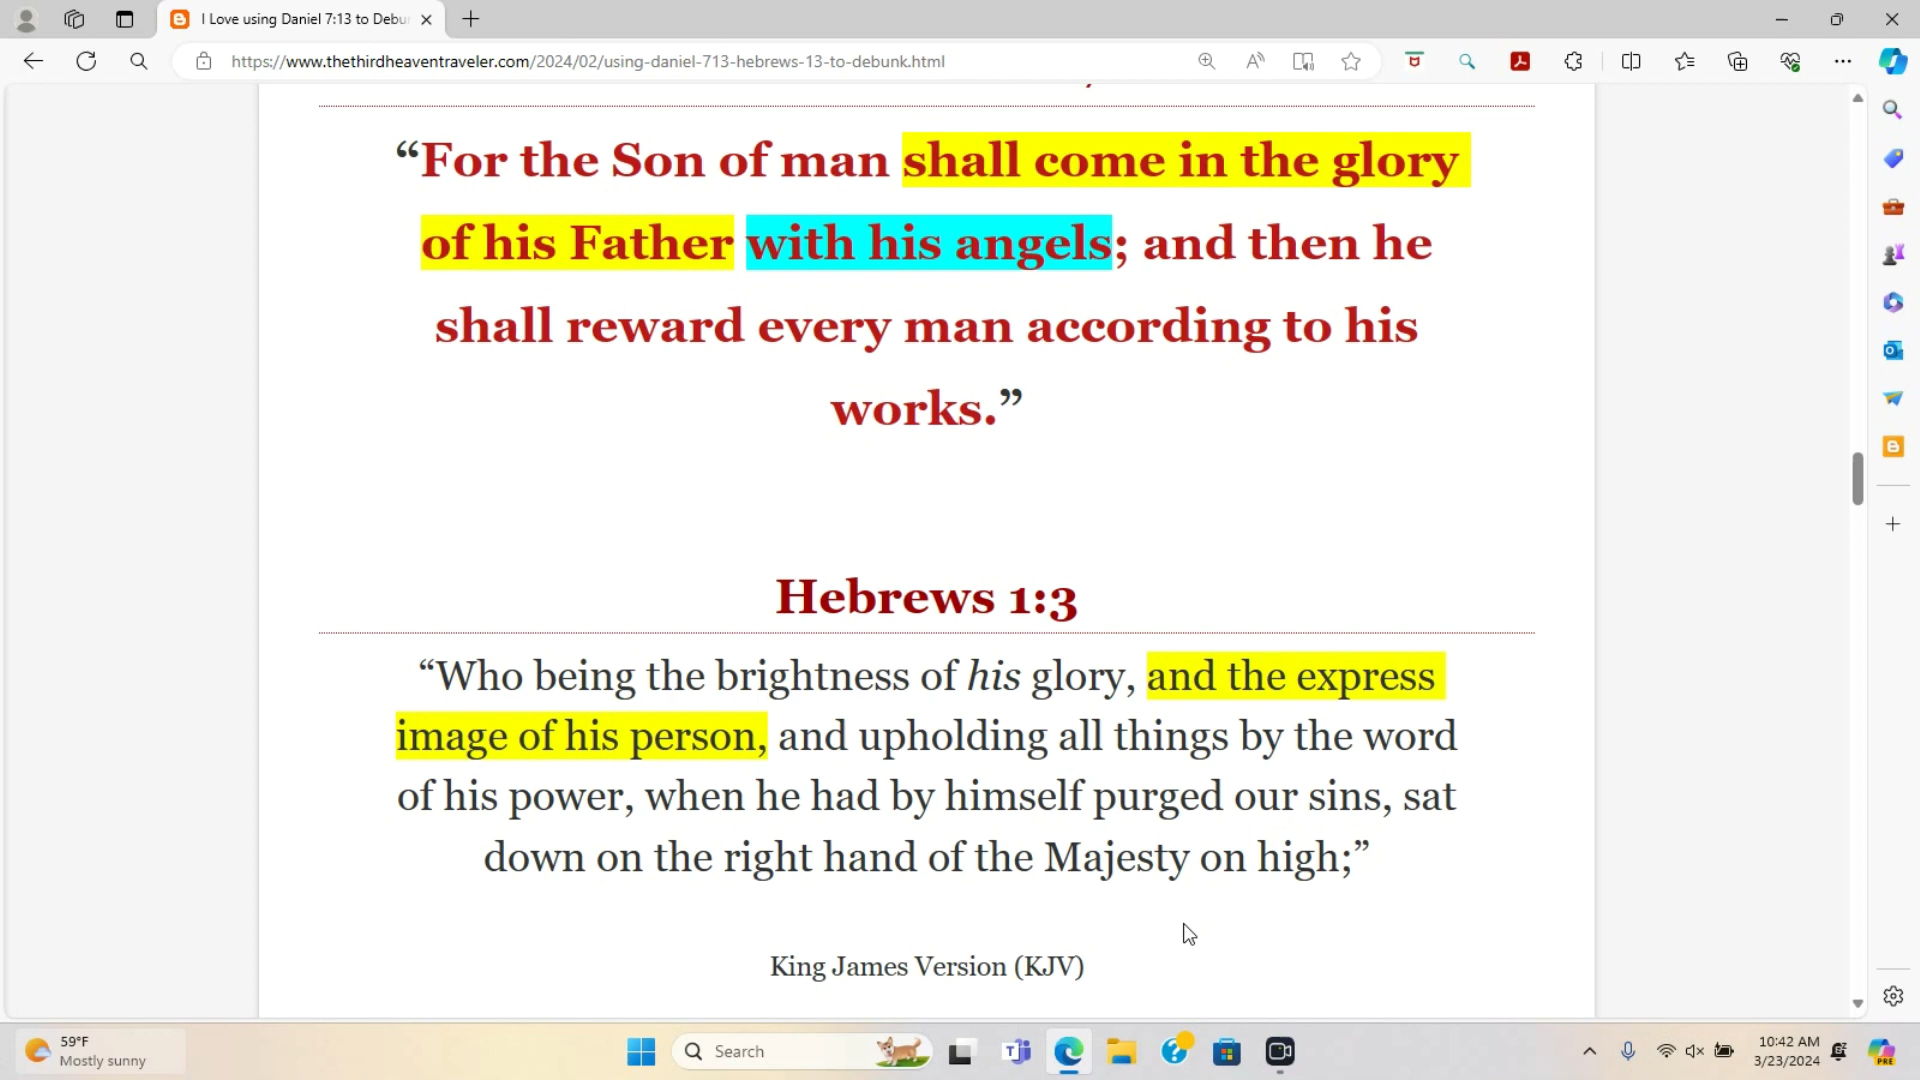 I Love using Daniel 7:13 to Debu
https://www.thethirdheaventraveler.com/2024/02/using-daniel-713-hebrews-13-to-debunk.html
“For the Son of man shall come in the glory
of his Father with his angels; and then he
shall reward every man according to his
works.”
Hebrews 1:3
“Who being the brightness of his glory, and the express
image of his person, and upholding all things by the word
of his power, when he had by himself purged our sins, sat
down on the right hand of the Majesty on high;”
King James Version (KJV)
59°F
Mostly sunny
Search
10:42 AM
3/23/2024
PRE